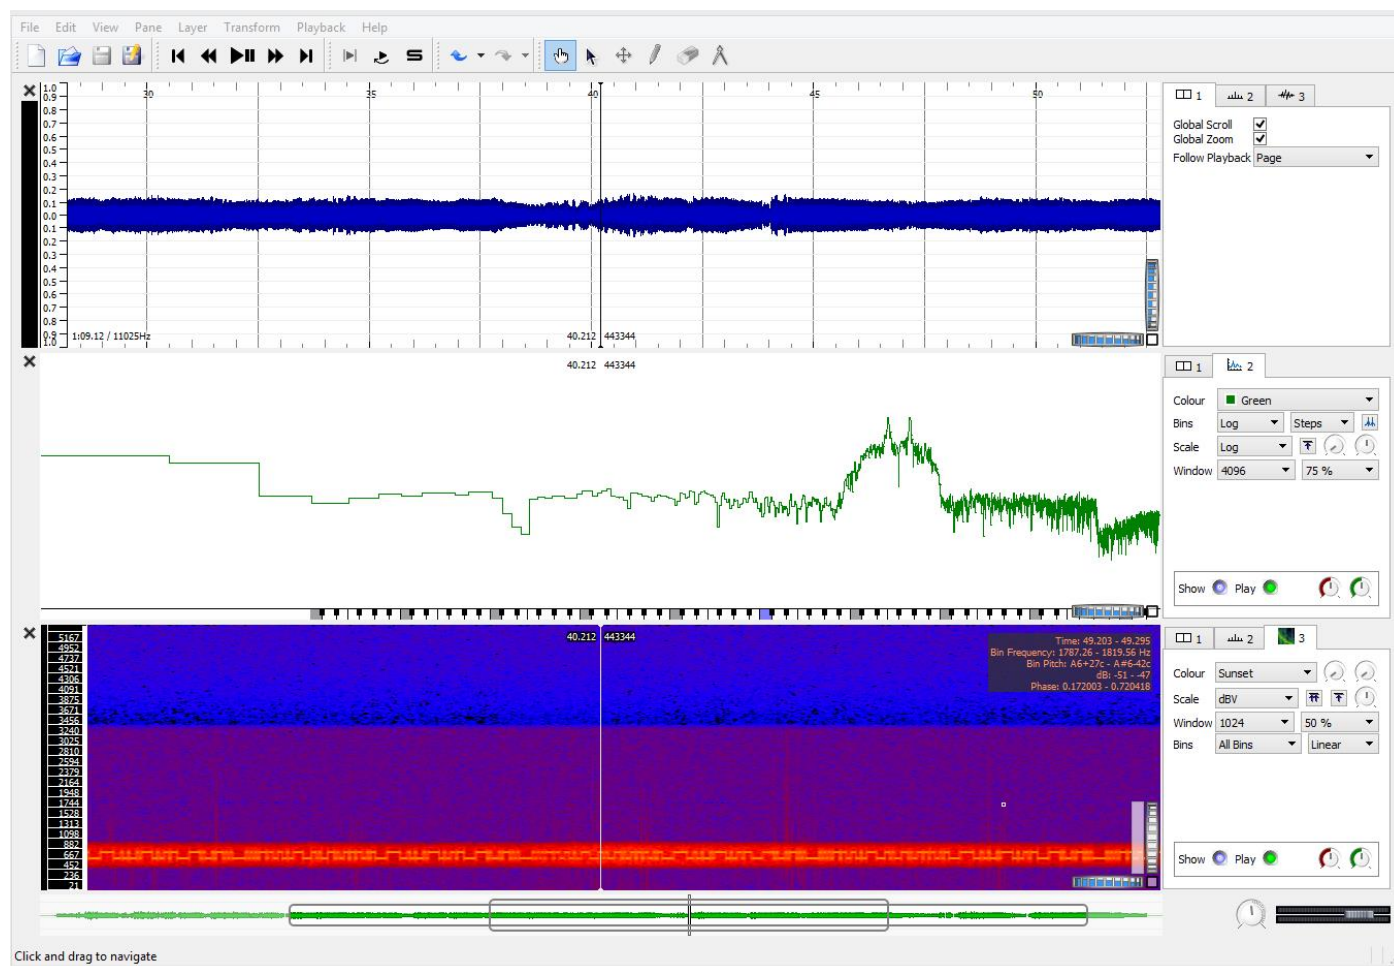 File Edit View Pane Layer Transform Playback Help
1.0
0.9
0.8
0.7
0.6
0.5
0.4
0.3
0.2
0.1
0.0
0.1
0.2
0.3
0.4
0.5
0.6
0.7
0.8
0.9
1.0
30 35 40 45 50
1:09.12 / 11025Hz
40.212 443344
1 2 3
Global Scroll
Global Zoom
Follow Playback Page
40.212 443344
1 2
Colour Green
Bins Log Steps
Scale Log
Window 4096 75 %
Show Play
5167
4952
4737
4521
4306
4091
3875
3671
3456
3240
3025
2810
2594
2379
2164
1948
1744
1528
1313
1098
882
667
452
236
21
40.212 443344
Time: 49.203 - 49.295
Bin Frequency: 1787.26 - 1819.56 Hz
Bin Pitch: A6+27c - A#6-42c
dB: -51 - -47
Phase: 0.172003 - 0.720418
1 2 3
Colour Sunset
Scale dBV
Window 1024 50 %
Bins All Bins Linear
Show Play
Click and drag to navigate